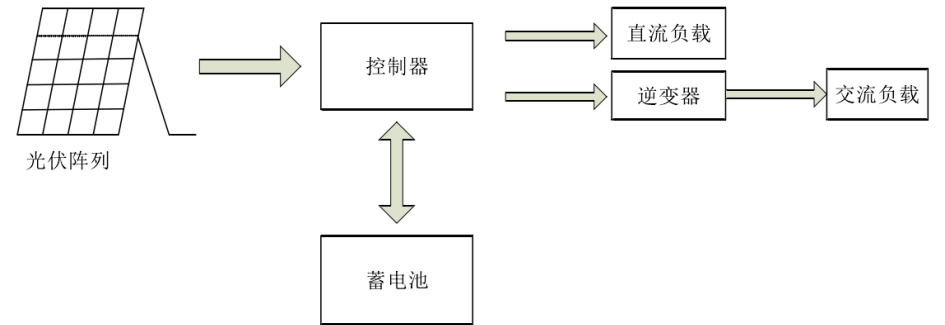 直流负载
控制器
逆变器
交流负载
光伏阵列
蓄电池